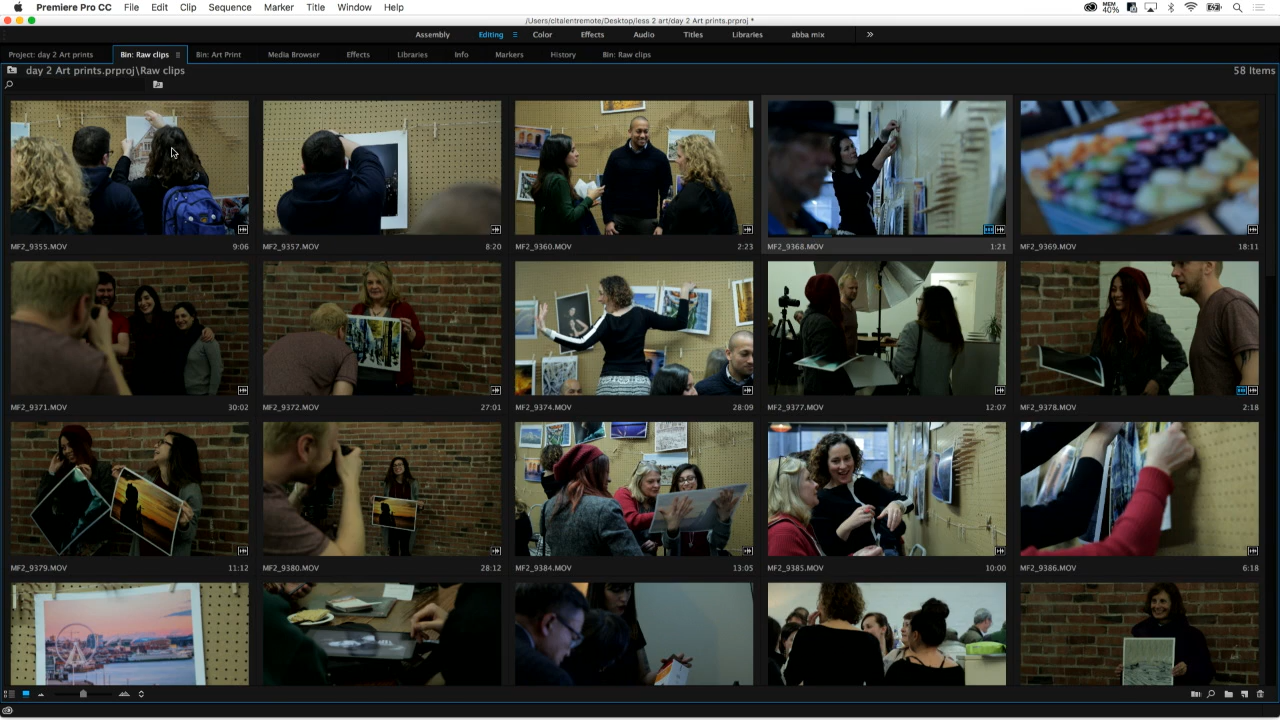 Premiere Pro CC File Edit Clip Sequence Marker Title Window Help MEM 40%
/Users/cltalentremote/Desktop/less 2 art/day 2 Art prints.prproj *
Assembly Editing Color Effects Audio Titles Libraries abba mix
Project: day 2 Art prints Bin: Raw clips Bin: Art Print Media Browser Effects Libraries Info Markers History Bin: Raw clips
day 2 Art prints.prproj\Raw clips 58 Items
MF2_9355.MOV 9:06 MF2_9357.MOV 8:20 MF2_9360.MOV 2:23 MF2_9368.MOV 1:21 MF2_9369.MOV 18:11
MF2_9371.MOV 30:02 MF2_9372.MOV 27:01 MF2_9374.MOV 28:09 MF2_9377.MOV 12:07 MF2_9378.MOV 2:18
MF2_9379.MOV 11:12 MF2_9380.MOV 28:12 MF2_9384.MOV 13:05 MF2_9385.MOV 10:00 MF2_9386.MOV 6:18